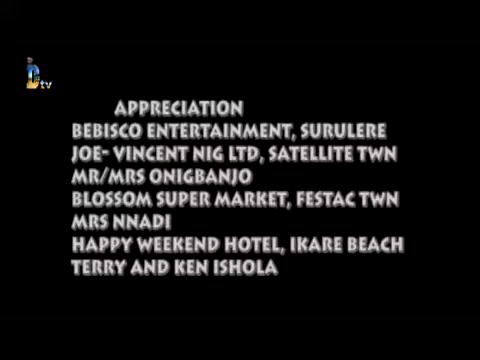 Dtv
APPRECIATION
BEBISCO ENTERTAINMENT, SURULERE
JOE- VINCENT NIG LTD, SATELLITE TWN
MR/MRS ONIGBANJO
BLOSSOM SUPER MARKET, FESTAC TWN
MRS NNADI
HAPPY WEEKEND HOTEL, IKARE BEACH
TERRY AND KEN ISHOLA